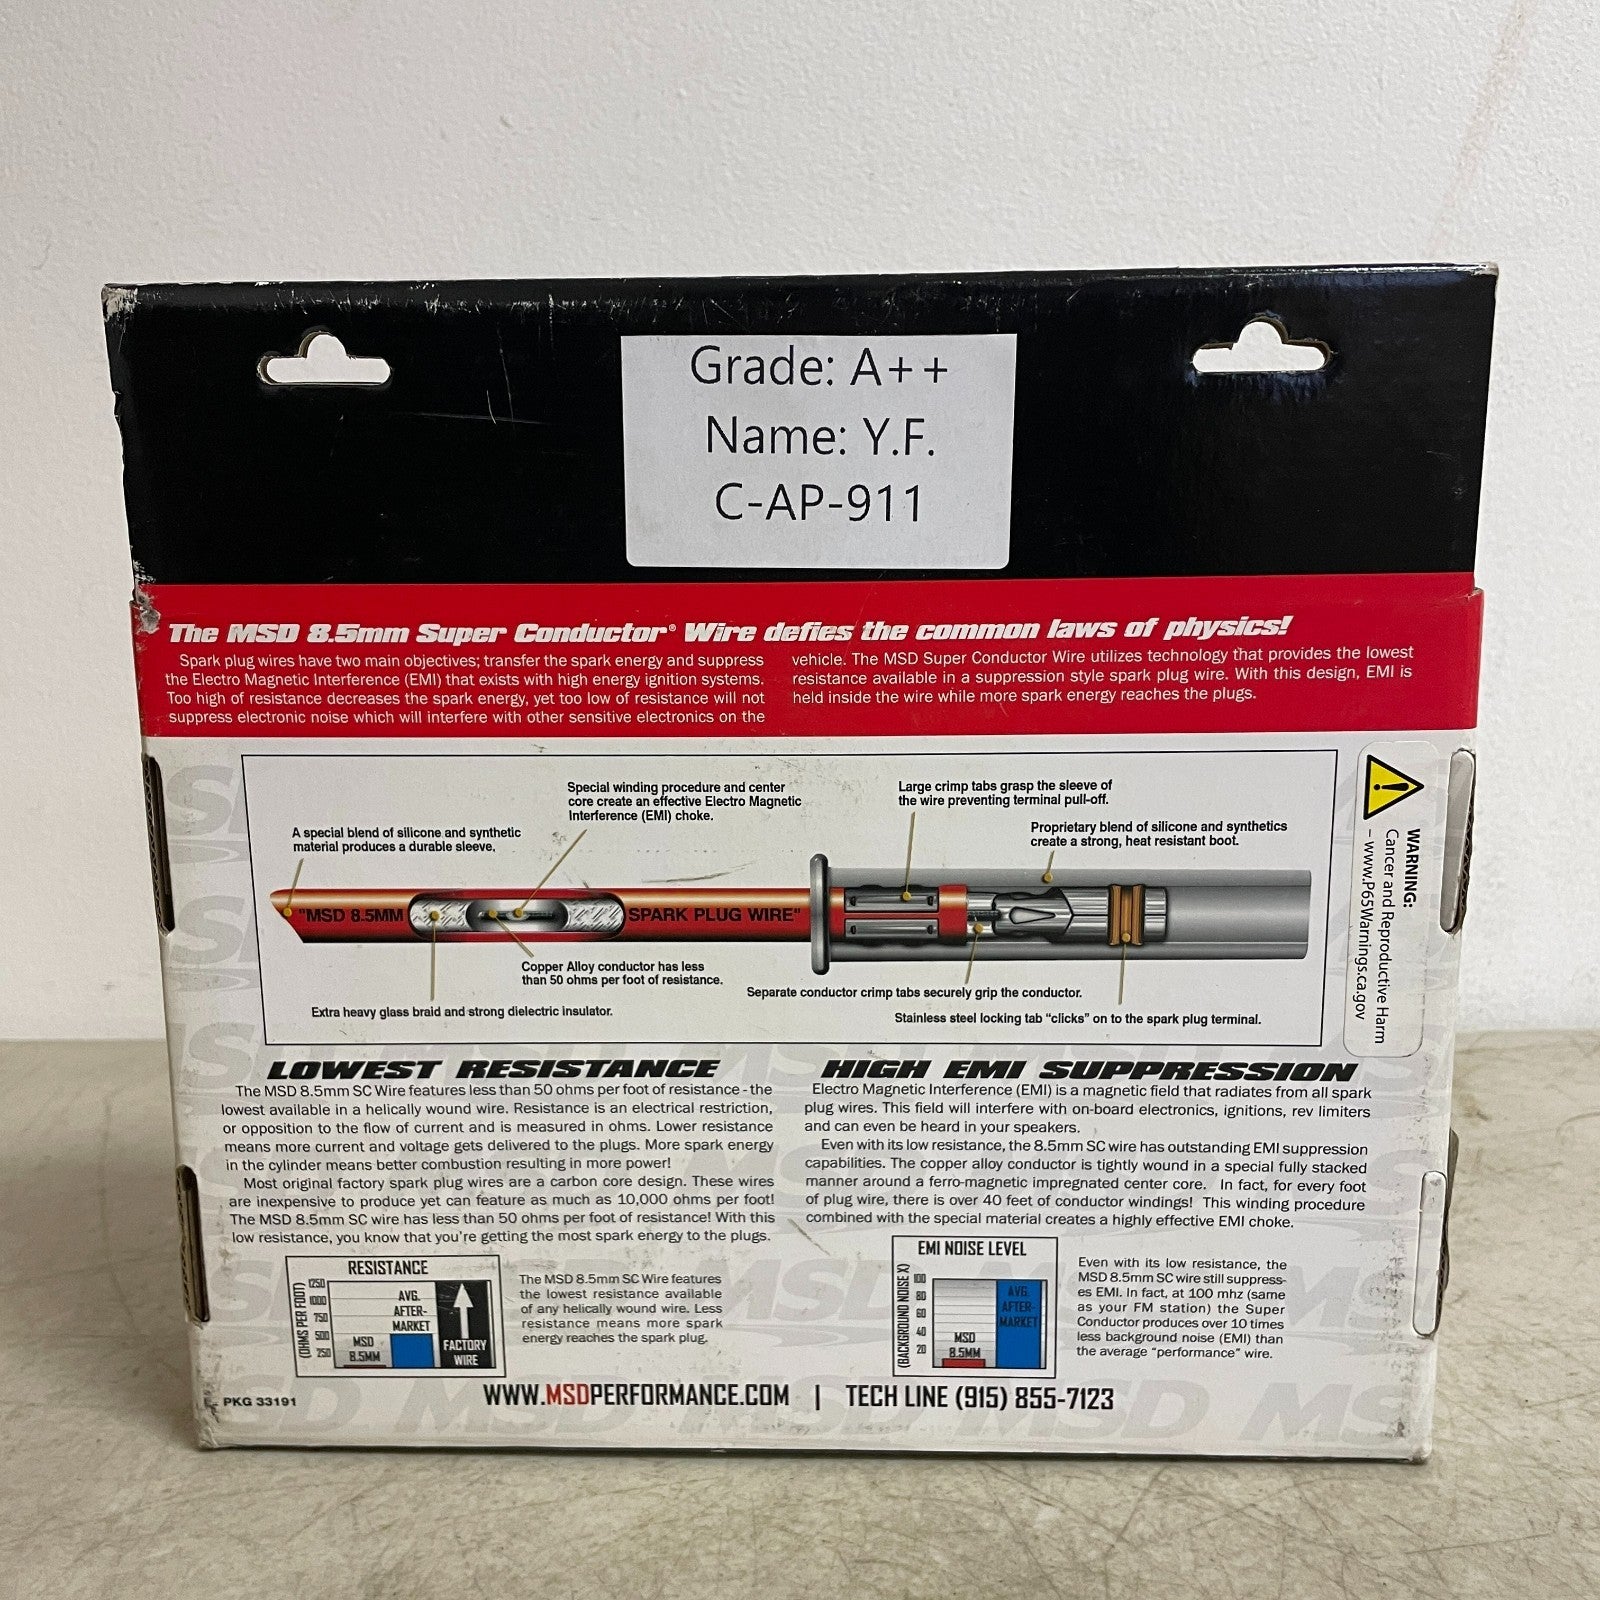 Grade: A++
Name: Y.F.
C-AP-911
The MSD 8.5mm Super Conductor® Wire defies the common laws of physics!
Spark plug wires have two main objectives; transfer the spark energy and suppress
the Electro Magnetic Interference (EMI) that exists with high energy ignition systems.
Too high of resistance decreases the spark energy, yet too low of resistance will not
suppress electronic noise which will interfere with other sensitive electronics on the
vehicle. The MSD Super Conductor Wire utilizes technology that provides the lowest
resistance available in a suppression style spark plug wire. With this design, EMI is
held inside the wire while more spark energy reaches the plugs.
A special blend of silicone and synthetic
material produces a durable sleeve.
Special winding procedure and center
core create an effective Electro Magnetic
Interference (EMI) choke.
Large crimp tabs grasp the sleeve of
the wire preventing terminal pull-off.
Proprietary blend of silicone and synthetics
create a strong, heat resistant boot.
"MSD 8.5MM
SPARK PLUG WIRE"
Copper Alloy conductor has less
than 50 ohms per foot of resistance.
Extra heavy glass braid and strong dielectric insulator.
Separate conductor crimp tabs securely grip the conductor.
Stainless steel locking tab "clicks" on to the spark plug terminal.
WARNING:
Cancer and Reproductive Harm
– www.P65Warnings.ca.gov
LOWEST RESISTANCE
The MSD 8.5mm SC Wire features less than 50 ohms per foot of resistance - the
lowest available in a helically wound wire. Resistance is an electrical restriction,
or opposition to the flow of current and is measured in ohms. Lower resistance
means more current and voltage gets delivered to the plugs. More spark energy
in the cylinder means better combustion resulting in more power!
Most original factory spark plug wires are a carbon core design. These wires
are inexpensive to produce yet can feature as much as 10,000 ohms per foot!
The MSD 8.5mm SC wire has less than 50 ohms per foot of resistance! With this
low resistance, you know that you're getting the most spark energy to the plugs.
HIGH EMI SUPPRESSION
Electro Magnetic Interference (EMI) is a magnetic field that radiates from all spark
plug wires. This field will interfere with on-board electronics, ignitions, rev limiters
and can even be heard in your speakers.
Even with its low resistance, the 8.5mm SC wire has outstanding EMI suppression
capabilities. The copper alloy conductor is tightly wound in a special fully stacked
manner around a ferro-magnetic impregnated center core. In fact, for every foot
of plug wire, there is over 40 feet of conductor windings! This winding procedure
combined with the special material creates a highly effective EMI choke.
RESISTANCE
(OHMS PER FOOT)
1250
1000
750
500
250
MSD
8.5MM
AVG.
AFTER-
MARKET
FACTORY
WIRE
The MSD 8.5mm SC Wire features
the lowest resistance available
of any helically wound wire. Less
resistance means more spark
energy reaches the spark plug.
EMI NOISE LEVEL
(BACKGROUND NOISE X)
100
80
60
40
20
MSD
8.5MM
AVG.
AFTER-
MARKET
Even with its low resistance, the
MSD 8.5mm SC wire still suppress-
es EMI. In fact, at 100 mhz (same
as your FM station) the Super
Conductor produces over 10 times
less background noise (EMI) than
the average "performance" wire.
PKG 33191
WWW.MSDPERFORMANCE.COM | TECH LINE (915) 855-7123